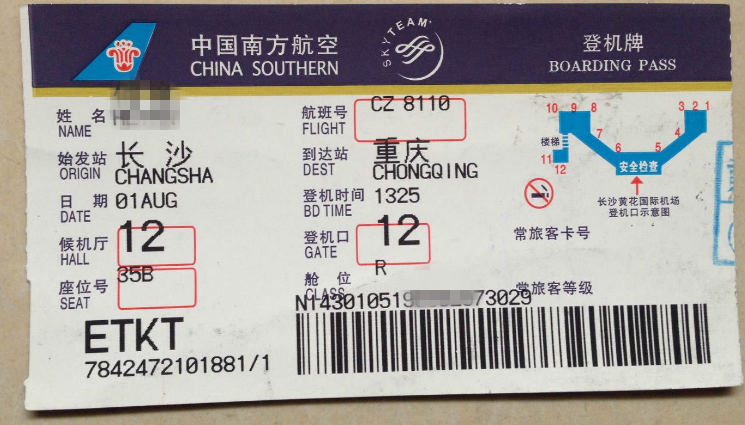 中国南方航空
CHINA SOUTHERN
SKYTEAM
登机牌
BOARDING PASS
姓 名
NAME
航班号 CZ 8110
FLIGHT
始发站 长沙
ORIGIN CHANGSHA
到达站 重庆
DEST CHONGQING
日 期 01AUG
DATE
登机时间 1325
BD TIME
候机厅 12
HALL
登机口 12
GATE
座位号 35B
SEAT
舱 位 R
CLASS
10 9 8
3 2 1
7
4
楼梯
6
5
11
12
安全检查
长沙黄花国际机场
登机口示意图
常旅客卡号
常旅客等级
ETKT
7842472101881/1